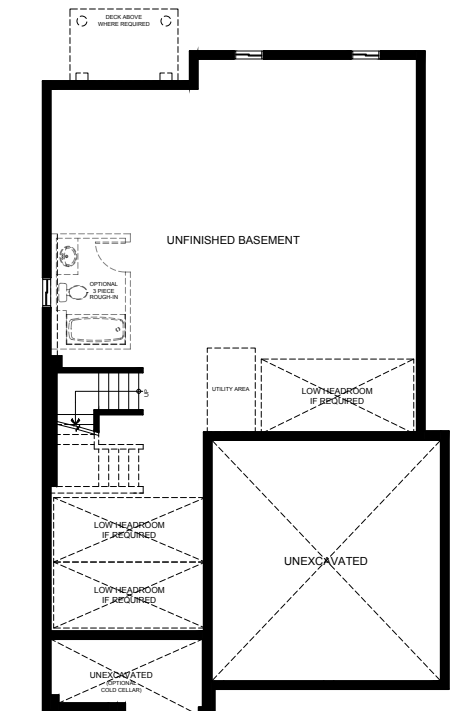 DECK ABOVE
WHERE REQUIRED
UNFINISHED BASEMENT
OPTIONAL
3 PIECE
ROUGH-IN
UTILITY AREA
LOW HEADROOM
IF REQUIRED
UP
UNEXCAVATED
LOW HEADROOM
IF REQUIRED
LOW HEADROOM
IF REQUIRED
UNEXCAVATED
(OPTIONAL
COLD CELLAR)